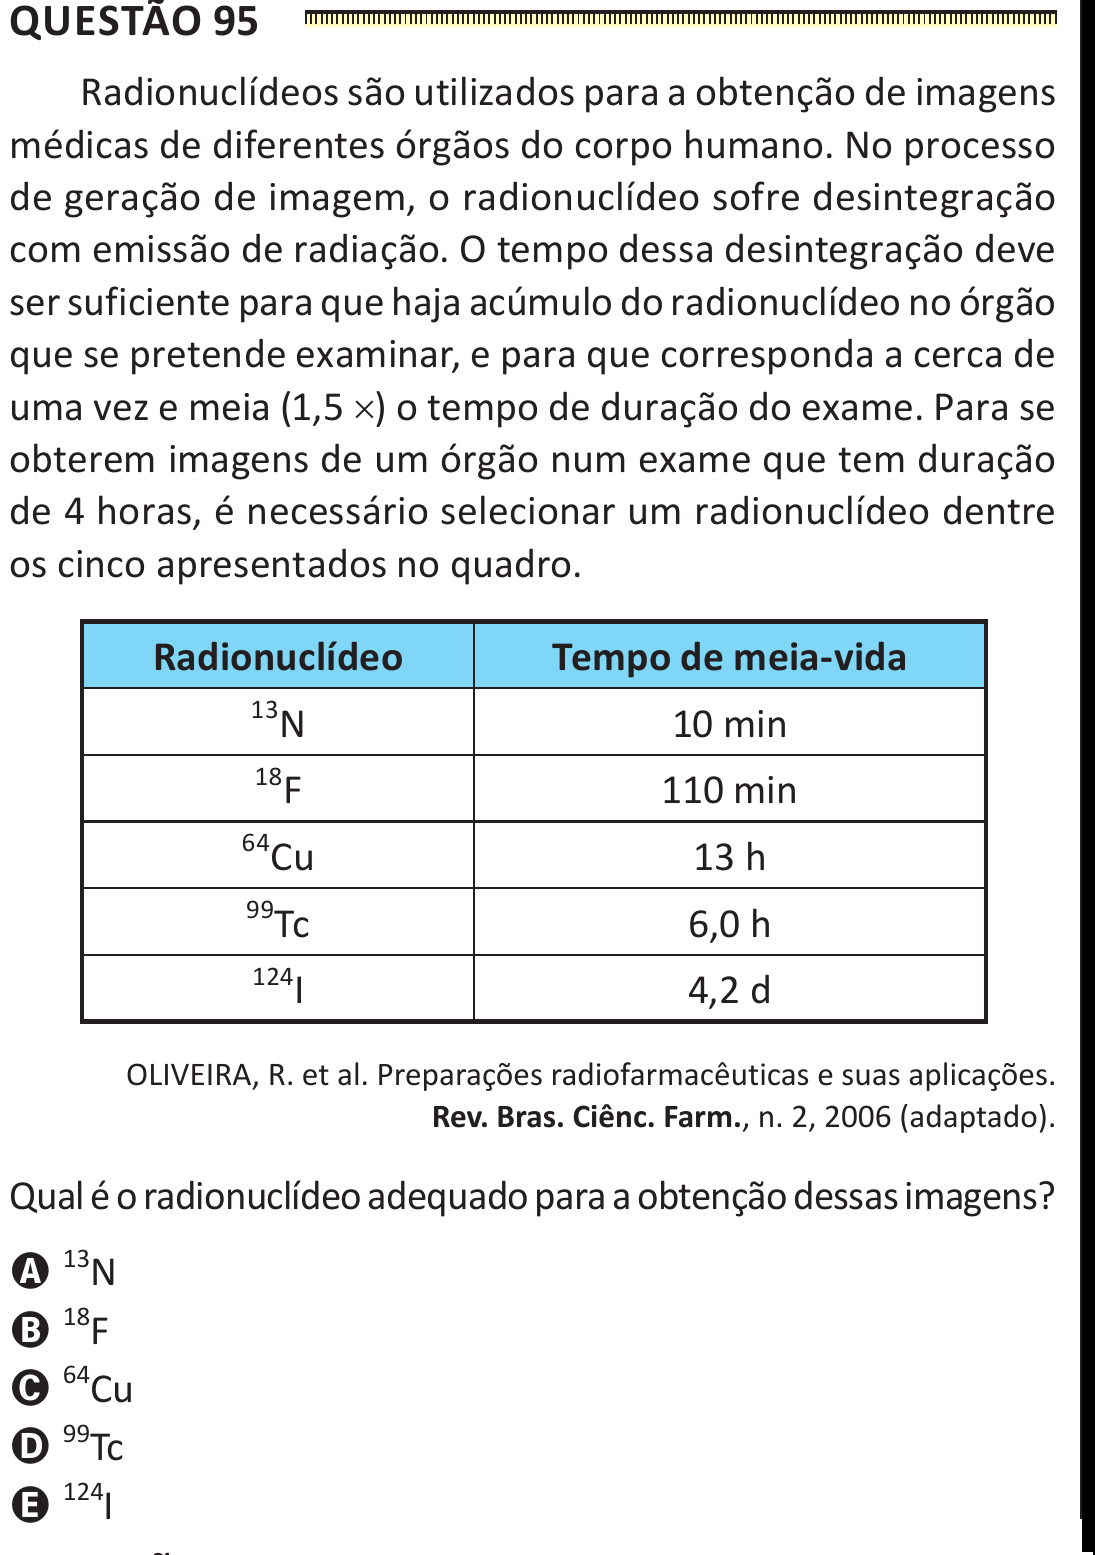 QUESTÃO 95
Radionuclídeos são utilizados para a obtenção de imagens
médicas de diferentes órgãos do corpo humano. No processo
de geração de imagem, o radionuclídeo sofre desintegração
com emissão de radiação. O tempo dessa desintegração deve
ser suficiente para que haja acúmulo do radionuclídeo no órgão
que se pretende examinar, e para que corresponda a cerca de
uma vez e meia (1,5 ×) o tempo de duração do exame. Para se
obterem imagens de um órgão num exame que tem duração
de 4 horas, é necessário selecionar um radionuclídeo dentre
os cinco apresentados no quadro.
Radionuclídeo Tempo de meia-vida
¹³N 10 min
¹⁸F 110 min
⁶⁴Cu 13 h
⁹⁹Tc 6,0 h
¹²⁴I 4,2 d
OLIVEIRA, R. et al. Preparações radiofarmacêuticas e suas aplicações.
Rev. Bras. Ciênc. Farm., n. 2, 2006 (adaptado).
Qual é o radionuclídeo adequado para a obtenção dessas imagens?
A ¹³N
B ¹⁸F
C ⁶⁴Cu
D ⁹⁹Tc
E ¹²⁴I